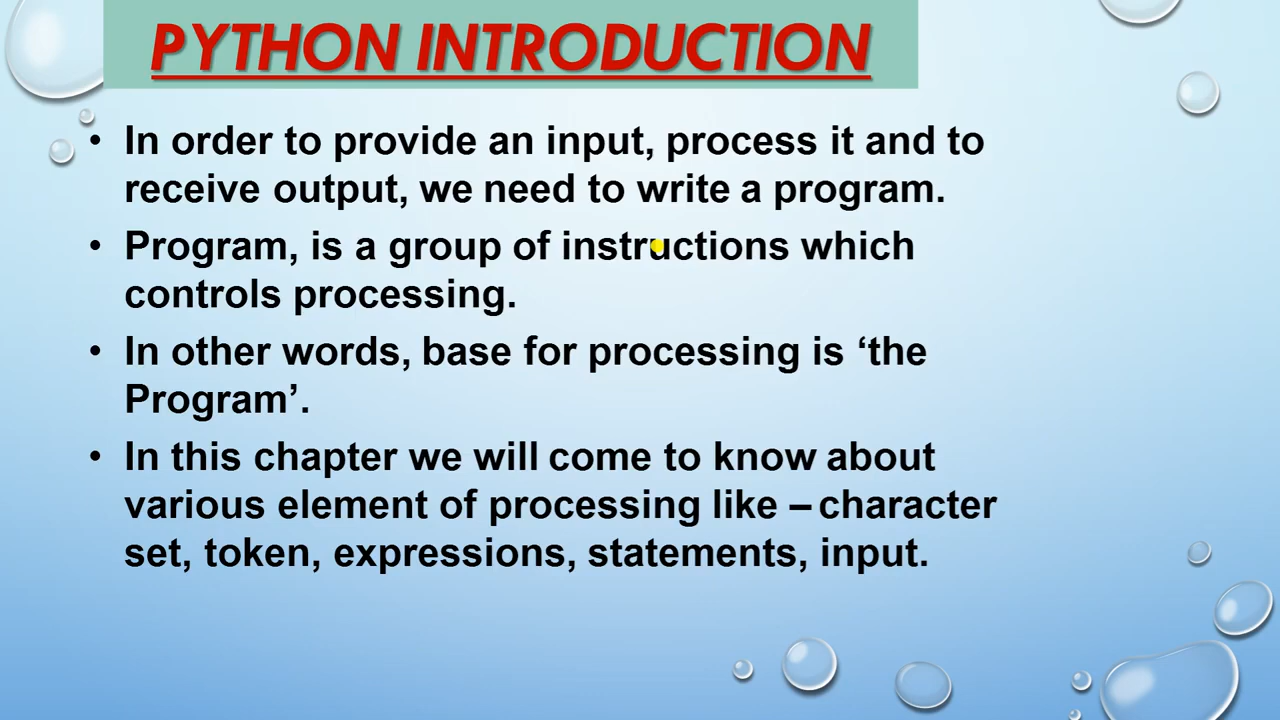 PYTHON INTRODUCTION
• In order to provide an input, process it and to
receive output, we need to write a program.
• Program, is a group of instructions which
controls processing.
• In other words, base for processing is ‘the
Program’.
• In this chapter we will come to know about
various element of processing like – character
set, token, expressions, statements, input.